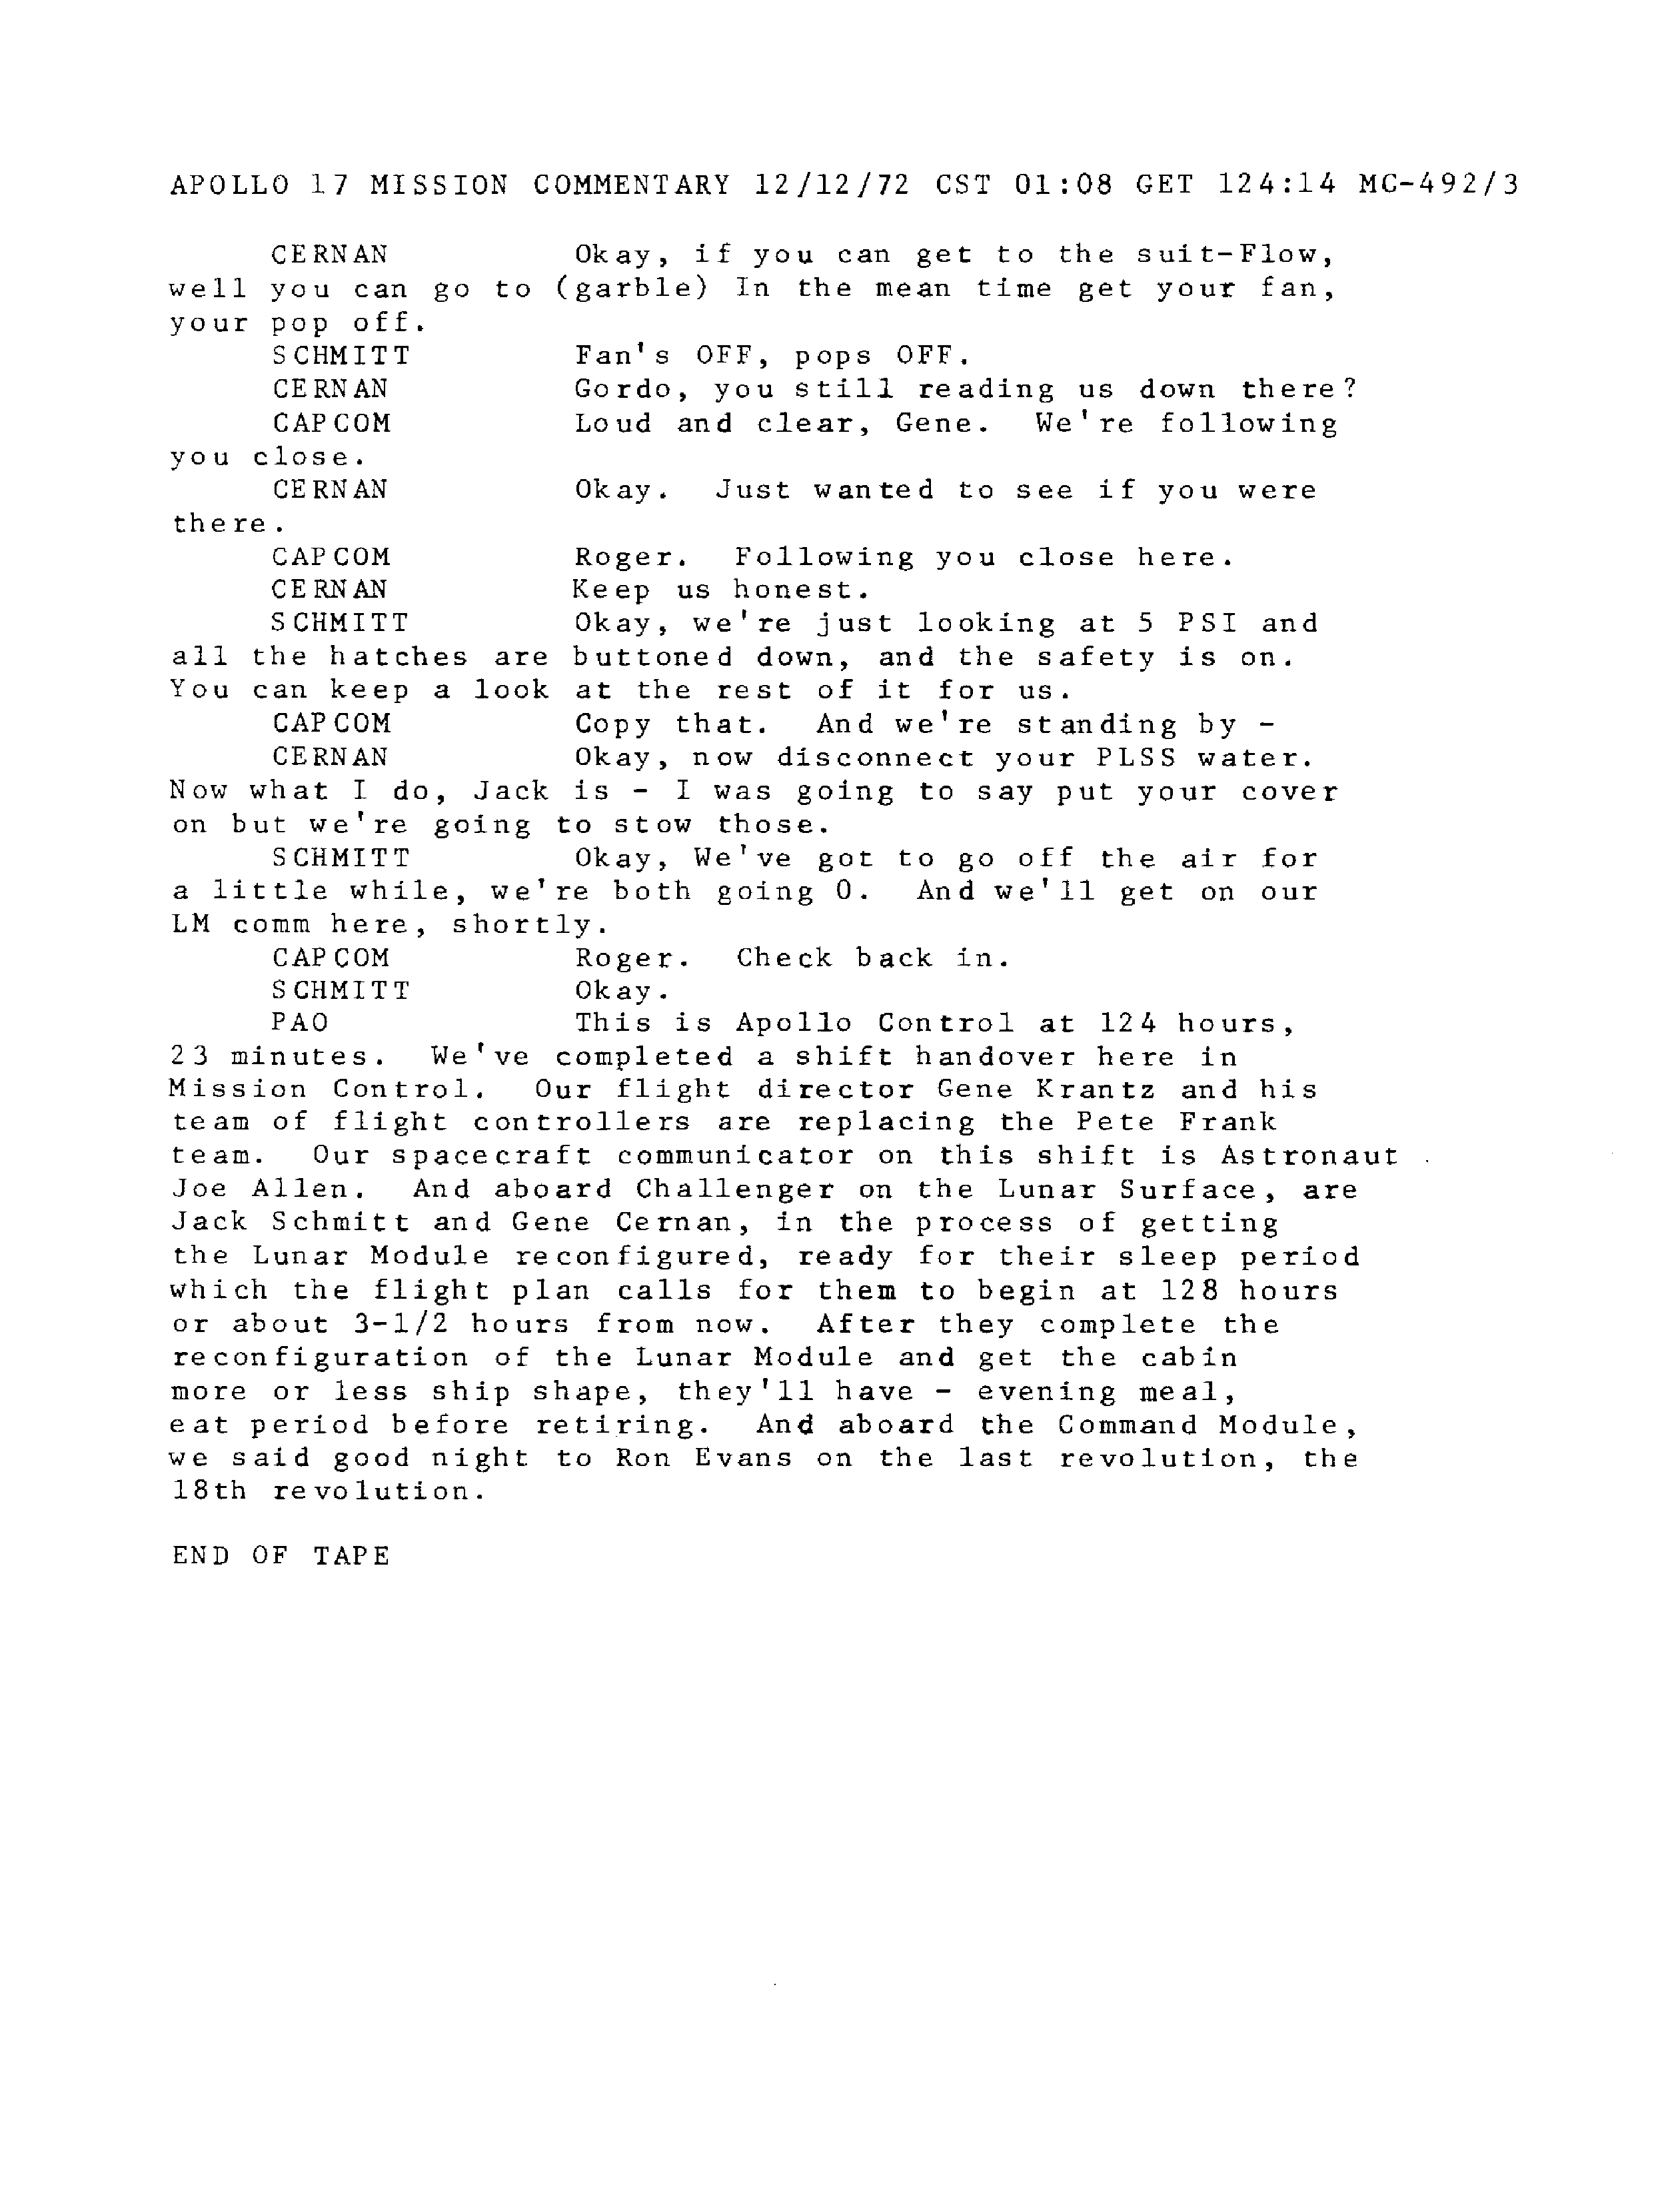 APOLLO 17 MISSION COMMENTARY 12/12/72 CST 01:08 GET 124:14 MC-492/3
CERNAN Okay, if you can get to the suit-Flow,
well you can go to (garble) In the mean time get your fan,
your pop off.
SCHMITT Fan's OFF, pops OFF.
CERNAN Gordo, you still reading us down there?
CAPCOM Loud and clear, Gene. We're following
you close.
CERNAN Okay. Just wanted to see if you were
there.
CAPCOM Roger. Following you close here.
CERNAN Keep us honest.
SCHMITT Okay, we're just looking at 5 PSI and
all the hatches are buttoned down, and the safety is on.
You can keep a look at the rest of it for us.
CAPCOM Copy that. And we're standing by -
CERNAN Okay, now disconnect your PLSS water.
Now what I do, Jack is - I was going to say put your cover
on but we're going to stow those.
SCHMITT Okay, We've got to go off the air for
a little while, we're both going O. And we'll get on our
LM comm here, shortly.
CAPCOM Roger. Check back in.
SCHMITT Okay.
PAO This is Apollo Control at 124 hours,
23 minutes. We've completed a shift handover here in
Mission Control. Our flight director Gene Krantz and his
team of flight controllers are replacing the Pete Frank
team. Our spacecraft communicator on this shift is Astronaut
Joe Allen. And aboard Challenger on the Lunar Surface, are
Jack Schmitt and Gene Cernan, in the process of getting
the Lunar Module reconfigured, ready for their sleep period
which the flight plan calls for them to begin at 128 hours
or about 3-1/2 hours from now. After they complete the
reconfiguration of the Lunar Module and get the cabin
more or less ship shape, they'll have - evening meal,
eat period before retiring. And aboard the Command Module,
we said good night to Ron Evans on the last revolution, the
18th revolution.
END OF TAPE